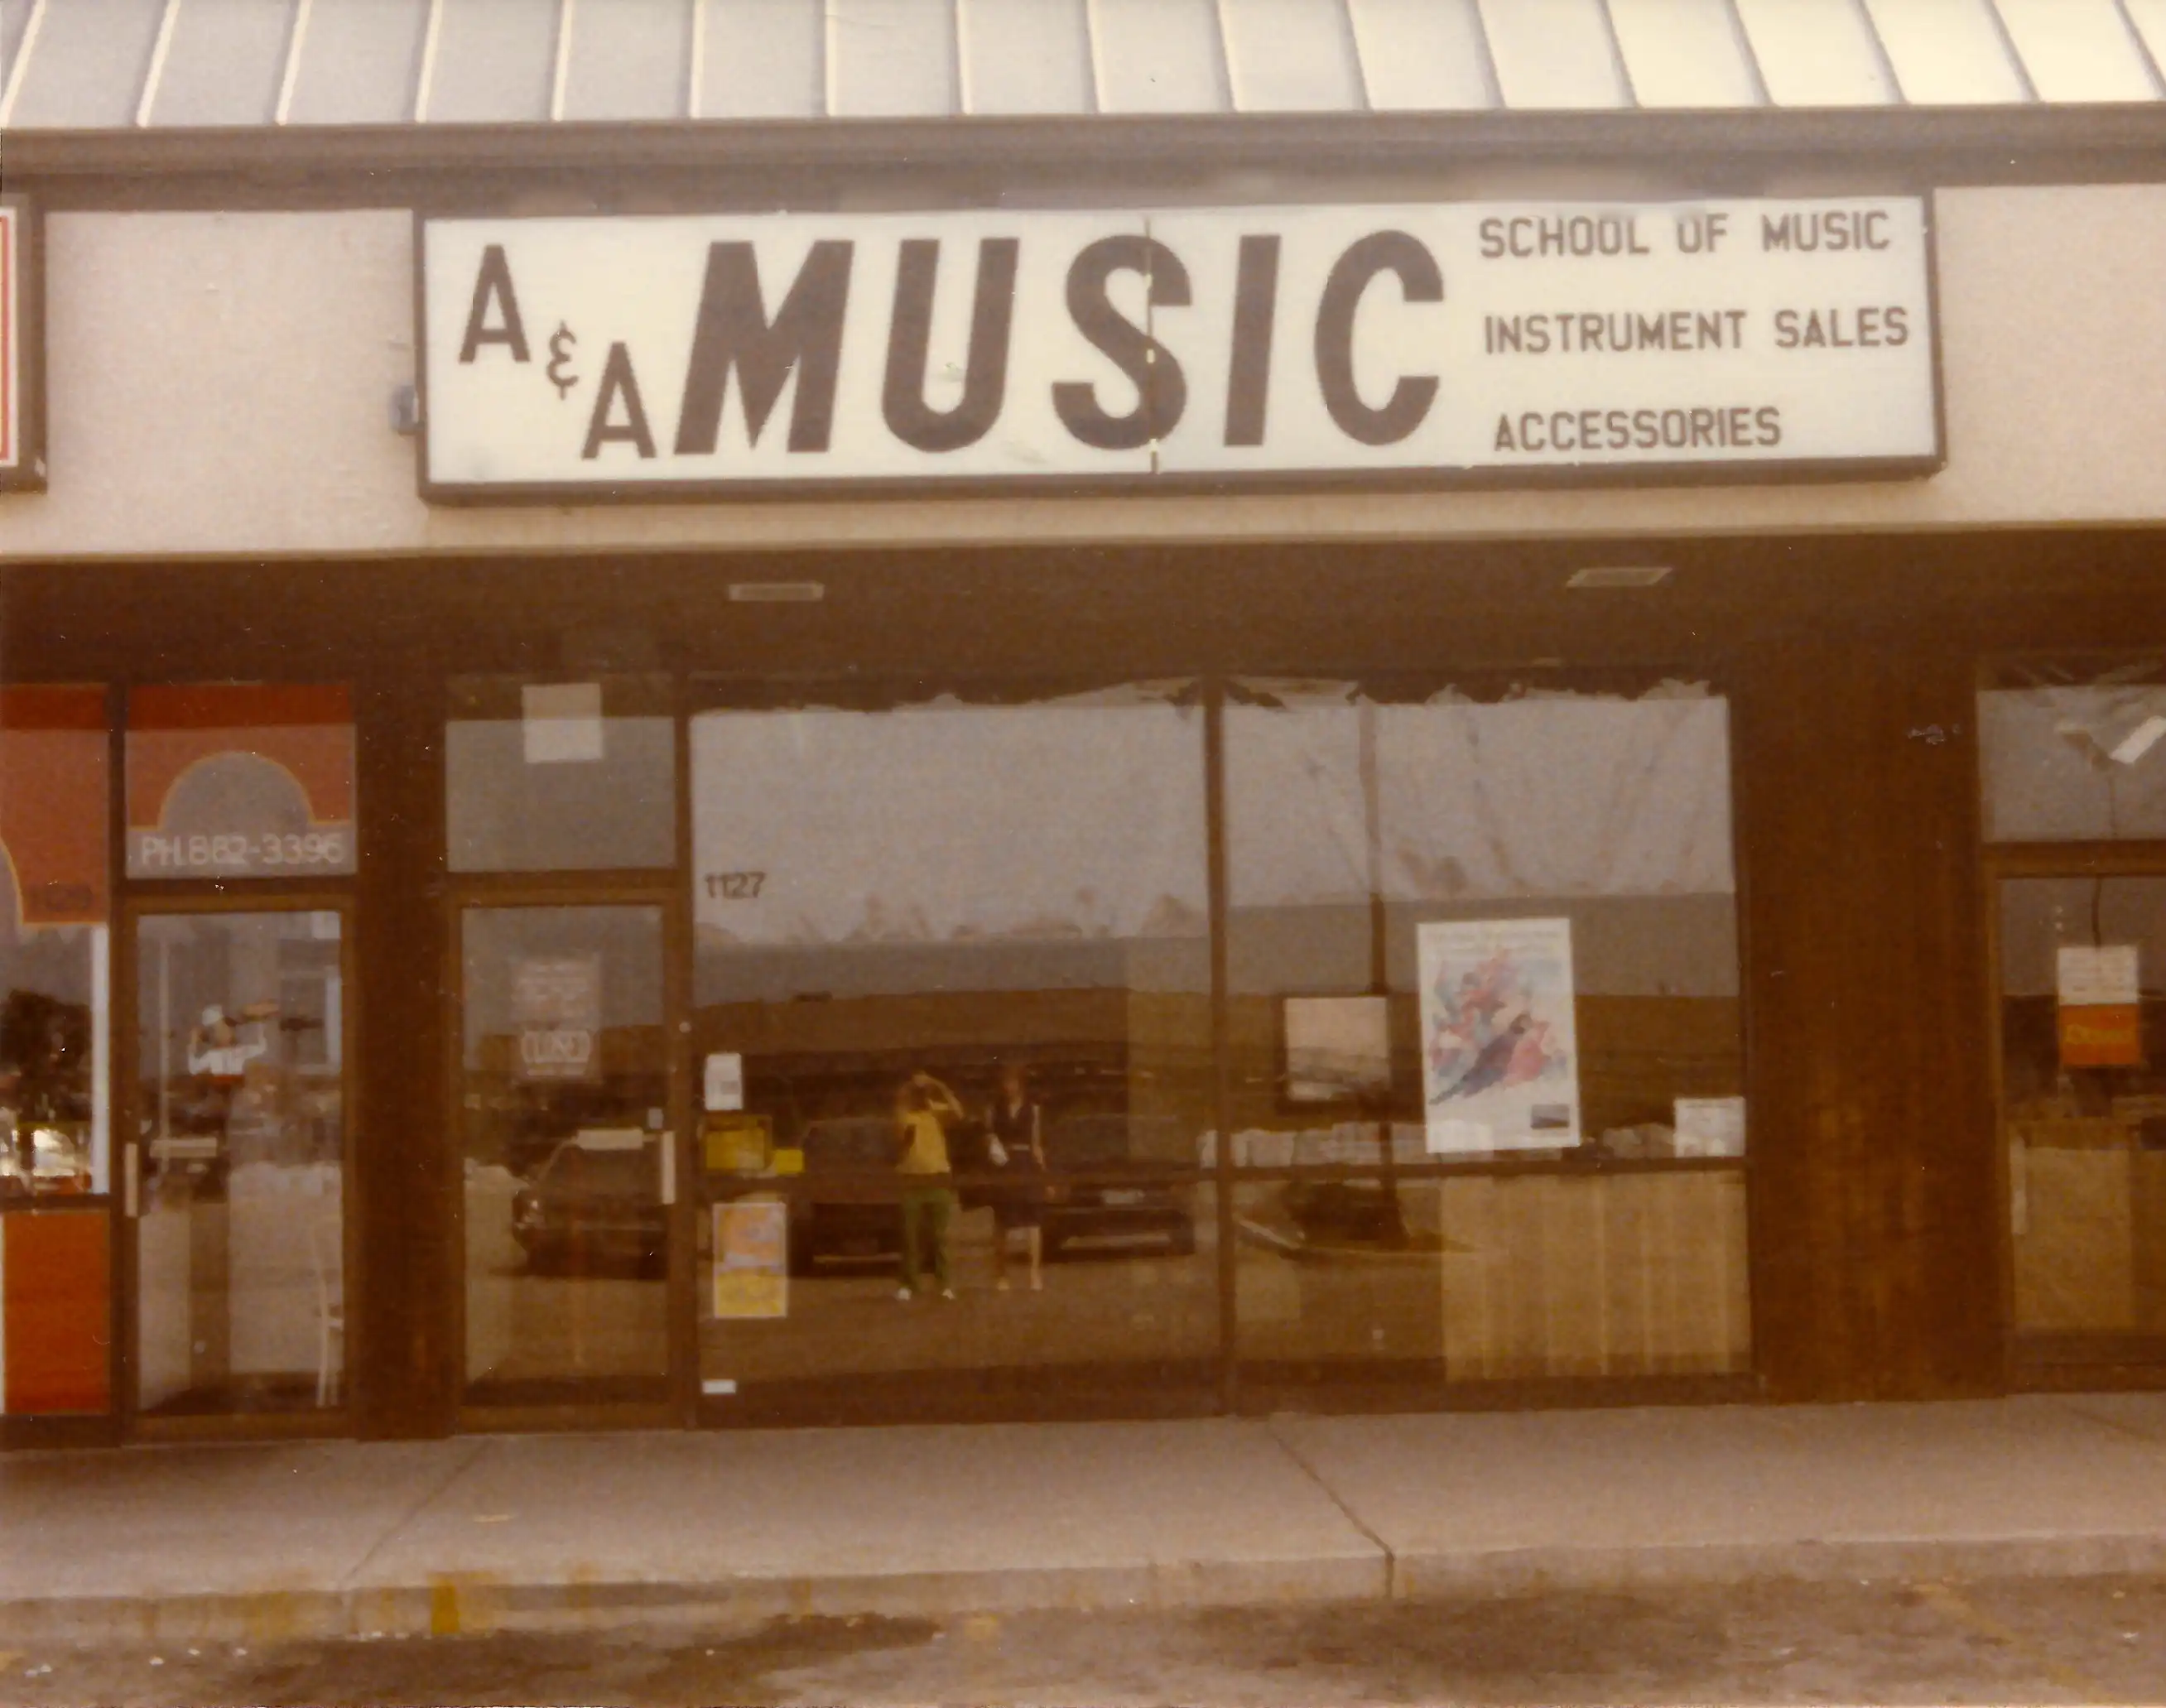 A & A MUSIC
SCHOOL OF MUSIC
INSTRUMENT SALES
ACCESSORIES
PH.882-3396
1127